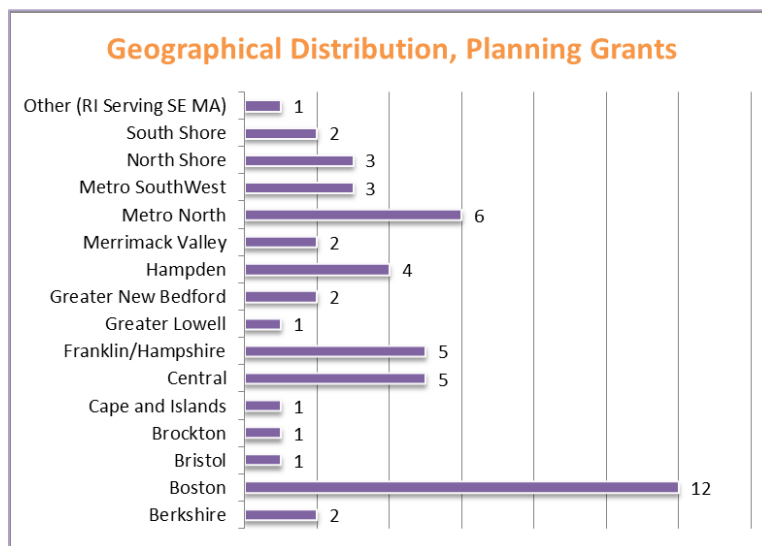 Geographical Distribution, Planning Grants
Other (RI Serving SE MA) 1
South Shore 2
North Shore 3
Metro SouthWest 3
Metro North 6
Merrimack Valley 2
Hampden 4
Greater New Bedford 2
Greater Lowell 1
Franklin/Hampshire 5
Central 5
Cape and Islands 1
Brockton 1
Bristol 1
Boston 12
Berkshire 2